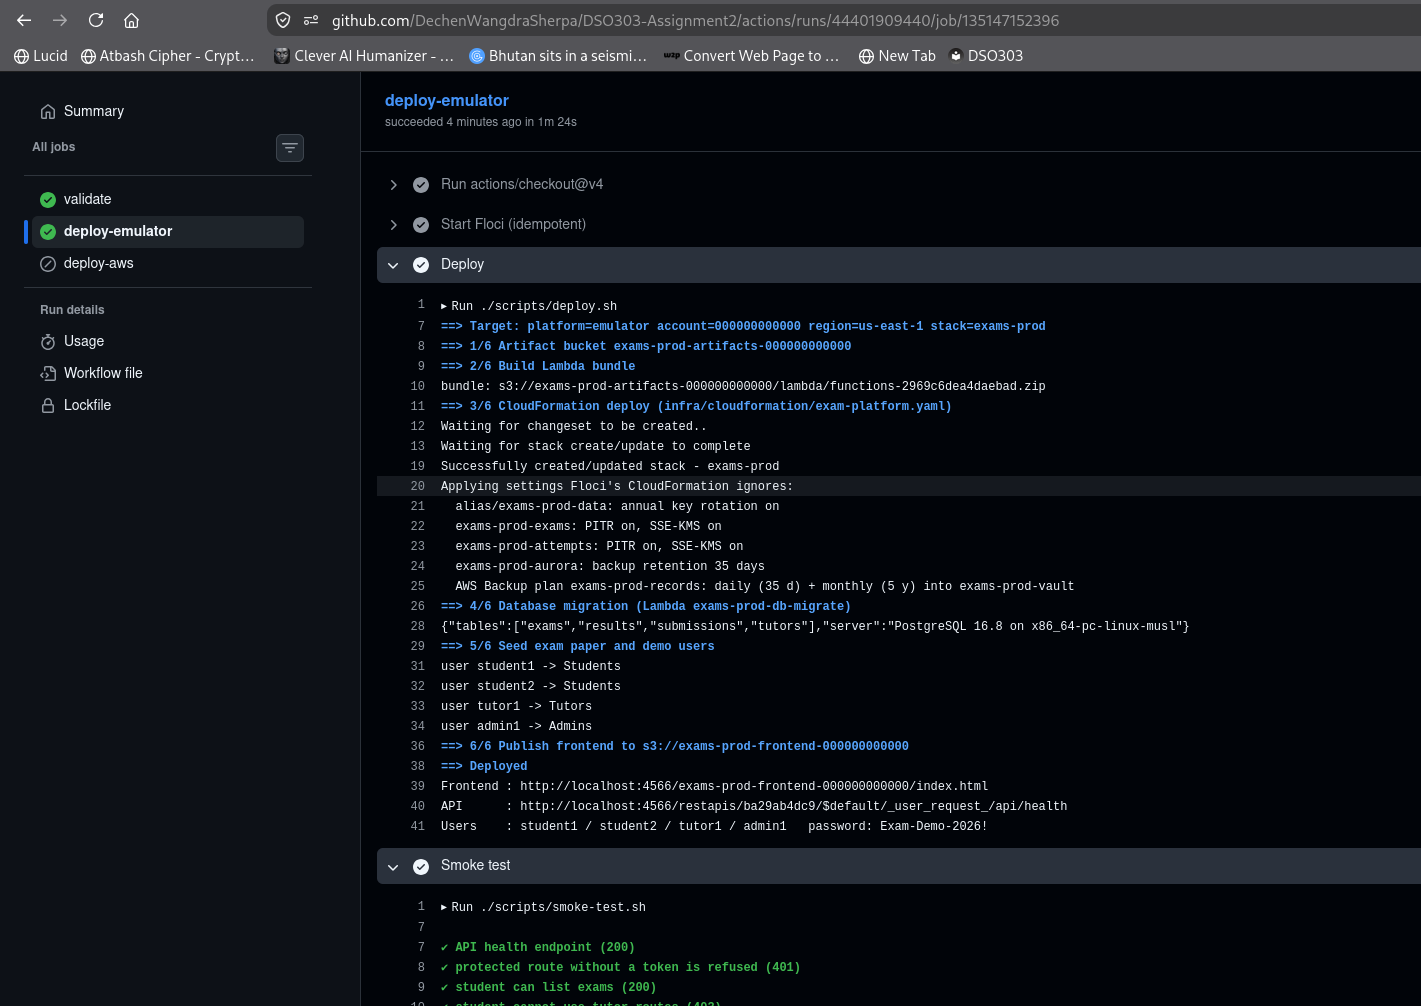 github.com/DechenWangdraSherpa/DSO303-Assignment2/actions/runs/44401909440/job/135147152396
Lucid
Atbash Cipher - Crypt…
Clever AI Humanizer - …
Bhutan sits in a seismi…
Convert Web Page to …
New Tab
DSO303
Summary
All jobs
validate
deploy-emulator
deploy-aws
Run details
Usage
Workflow file
Lockfile
deploy-emulator
succeeded 4 minutes ago in 1m 24s
Run actions/checkout@v4
Start Floci (idempotent)
Deploy
1 ▸ Run ./scripts/deploy.sh
7 ==> Target: platform=emulator account=000000000000 region=us-east-1 stack=exams-prod
8 ==> 1/6 Artifact bucket exams-prod-artifacts-000000000000
9 ==> 2/6 Build Lambda bundle
10 bundle: s3://exams-prod-artifacts-000000000000/lambda/functions-2969c6dea4daebad.zip
11 ==> 3/6 CloudFormation deploy (infra/cloudformation/exam-platform.yaml)
12 Waiting for changeset to be created..
13 Waiting for stack create/update to complete
19 Successfully created/updated stack - exams-prod
20 Applying settings Floci's CloudFormation ignores:
21 alias/exams-prod-data: annual key rotation on
22 exams-prod-exams: PITR on, SSE-KMS on
23 exams-prod-attempts: PITR on, SSE-KMS on
24 exams-prod-aurora: backup retention 35 days
25 AWS Backup plan exams-prod-records: daily (35 d) + monthly (5 y) into exams-prod-vault
26 ==> 4/6 Database migration (Lambda exams-prod-db-migrate)
28 {"tables":["exams","results","submissions","tutors"],"server":"PostgreSQL 16.8 on x86_64-pc-linux-musl"}
29 ==> 5/6 Seed exam paper and demo users
31 user student1 -> Students
32 user student2 -> Students
33 user tutor1 -> Tutors
34 user admin1 -> Admins
36 ==> 6/6 Publish frontend to s3://exams-prod-frontend-000000000000
38 ==> Deployed
39 Frontend : http://localhost:4566/exams-prod-frontend-000000000000/index.html
40 API : http://localhost:4566/restapis/ba29ab4dc9/$default/_user_request_/api/health
41 Users : student1 / student2 / tutor1 / admin1 password: Exam-Demo-2026!
Smoke test
1 ▸ Run ./scripts/smoke-test.sh
7
7 ✔ API health endpoint (200)
8 ✔ protected route without a token is refused (401)
9 ✔ student can list exams (200)
10 ✔ student cannot use tutor routes (403)